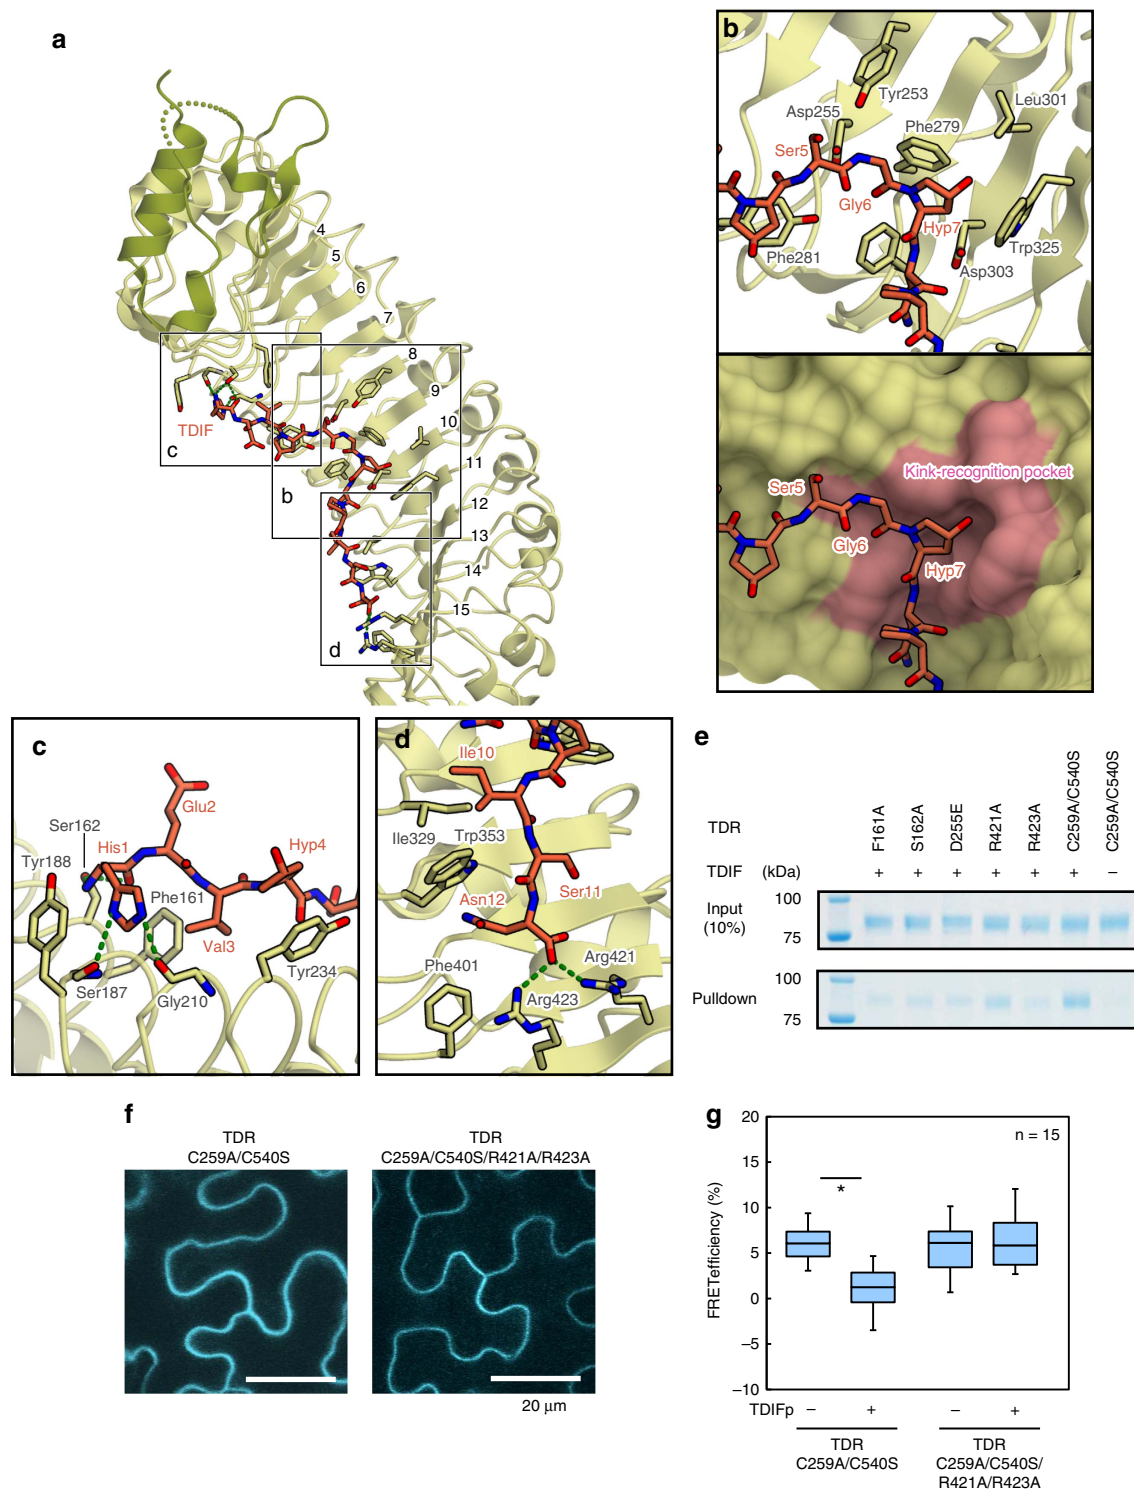 a
4
5
6
7
8
9
10
11
12
13
14
15
TDIF
c
b
d
b
Tyr253
Leu301
Asp255
Phe279
Ser5
Gly6
Hyp7
Trp325
Phe281
Asp303
Kink-recognition pocket
Ser5
Gly6
Hyp7
c
Glu2
Ser162
His1
Hyp4
Tyr188
Phe161
Val3
Tyr234
Ser187
Gly210
d
Ile10
Ile329
Trp353
Ser11
Asn12
Phe401
Arg421
Arg423
e
TDR F161A S162A D255E R421A R423A C259A/C540S C259A/C540S
TDIF (kDa) + + + + + + –
Input
(10%)
100
75
Pulldown
100
75
f
TDR
C259A/C540S
TDR
C259A/C540S/R421A/R423A
20 μm
g
n = 15
FRETefficiency (%)
20
15
10
5
0
–5
–10
*
TDIFp – + – +
TDR
C259A/C540S
TDR
C259A/C540S/
R421A/R423A